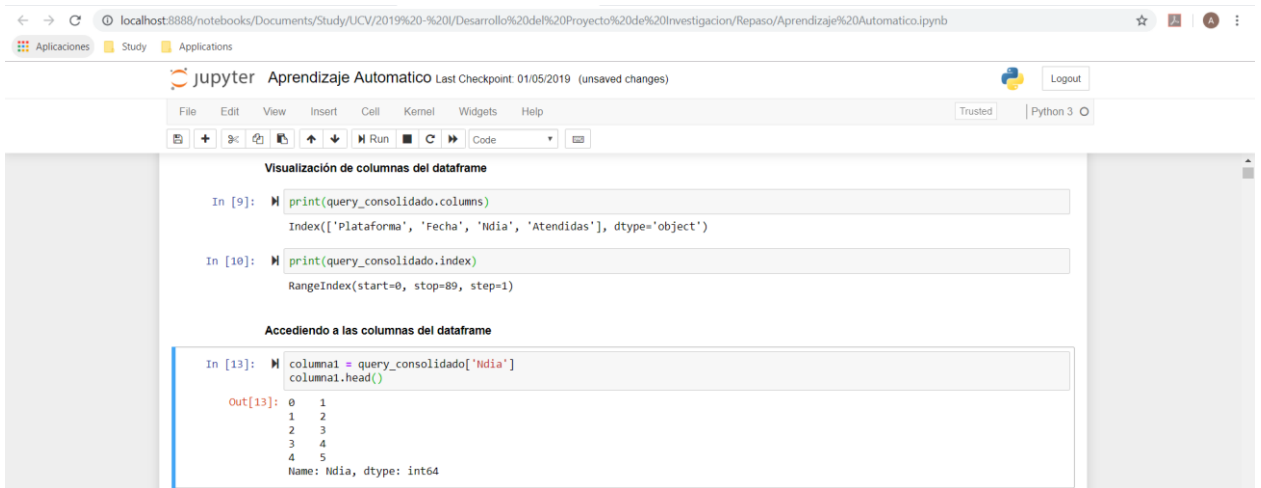 localhost:8888/notebooks/Documents/Study/UCV/2019%20-%20I/Desarrollo%20del%20Proyecto%20de%20Investigacion/Repaso/Aprendizaje%20Automatico.ipynb
A
Aplicaciones Study Applications
jupyter Aprendizaje Automatico Last Checkpoint: 01/05/2019 (unsaved changes) Logout
File Edit View Insert Cell Kernel Widgets Help Trusted Python 3
Run Code
Visualización de columnas del dataframe
In [9]: print(query_consolidado.columns)
Index(['Plataforma', 'Fecha', 'Ndia', 'Atendidas'], dtype='object')
In [10]: print(query_consolidado.index)
RangeIndex(start=0, stop=89, step=1)
Accediendo a las columnas del dataframe
In [13]: columna1 = query_consolidado['Ndia']
columna1.head()
Out[13]: 0 1
1 2
2 3
3 4
4 5
Name: Ndia, dtype: int64